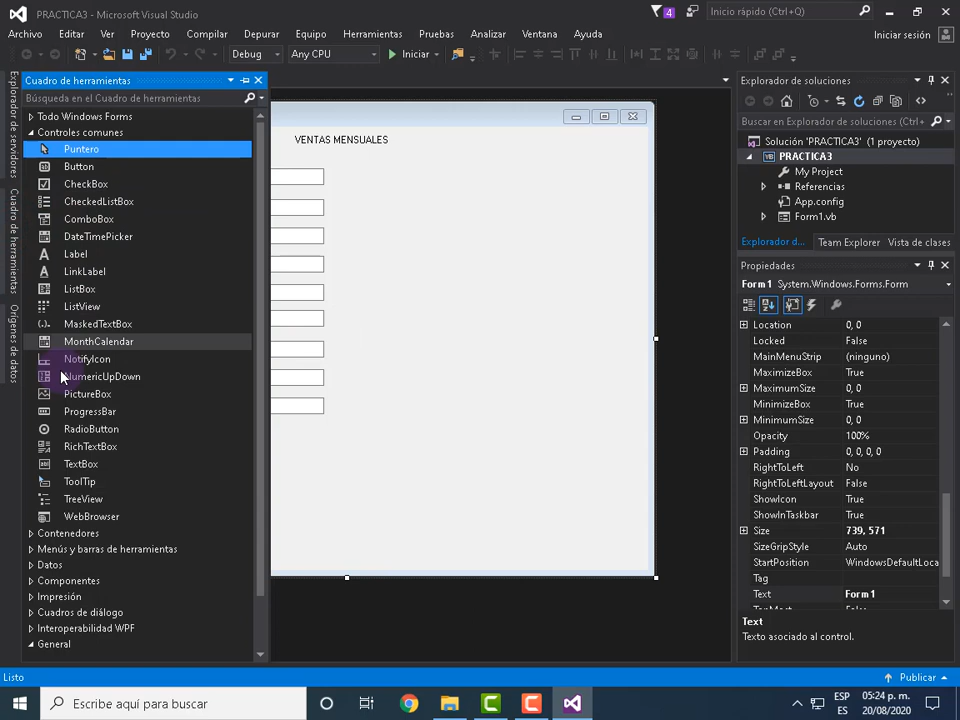 PRACTICA3 - Microsoft Visual Studio
4
Inicio rápido (Ctrl+Q)
Archivo Editar Ver Proyecto Compilar Depurar Equipo Herramientas Pruebas Analizar Ventana Ayuda
Iniciar sesión
Debug Any CPU Iniciar
Explorador de servidores
Cuadro de herramientas
Orígenes de datos
Cuadro de herramientas
Búsqueda en el Cuadro de herramientas
Todo Windows Forms
Controles comunes
Puntero
Button
CheckBox
CheckedListBox
ComboBox
DateTimePicker
Label
LinkLabel
ListBox
ListView
MaskedTextBox
MonthCalendar
NotifyIcon
NumericUpDown
PictureBox
ProgressBar
RadioButton
RichTextBox
TextBox
ToolTip
TreeView
WebBrowser
Contenedores
Menús y barras de herramientas
Datos
Componentes
Impresión
Cuadros de diálogo
Interoperabilidad WPF
General
VENTAS MENSUALES
Explorador de soluciones
Buscar en Explorador de soluciones (Ctrl+
Solución 'PRACTICA3' (1 proyecto)
PRACTICA3
My Project
Referencias
App.config
Form1.vb
Explorador d... Team Explorer Vista de clases
Propiedades
Form1 System.Windows.Forms.Form
Location 0, 0
Locked False
MainMenuStrip (ninguno)
MaximizeBox True
MaximumSize 0, 0
MinimizeBox True
MinimumSize 0, 0
Opacity 100%
Padding 0, 0, 0, 0
RightToLeft No
RightToLeftLayout False
ShowIcon True
ShowInTaskbar True
Size 739, 571
SizeGripStyle Auto
StartPosition WindowsDefaultLoca
Tag
Text Form1
TopMost False
Text
Texto asociado al control.
Listo
Publicar
Escribe aquí para buscar
ESP
ES
05:24 p. m.
20/08/2020